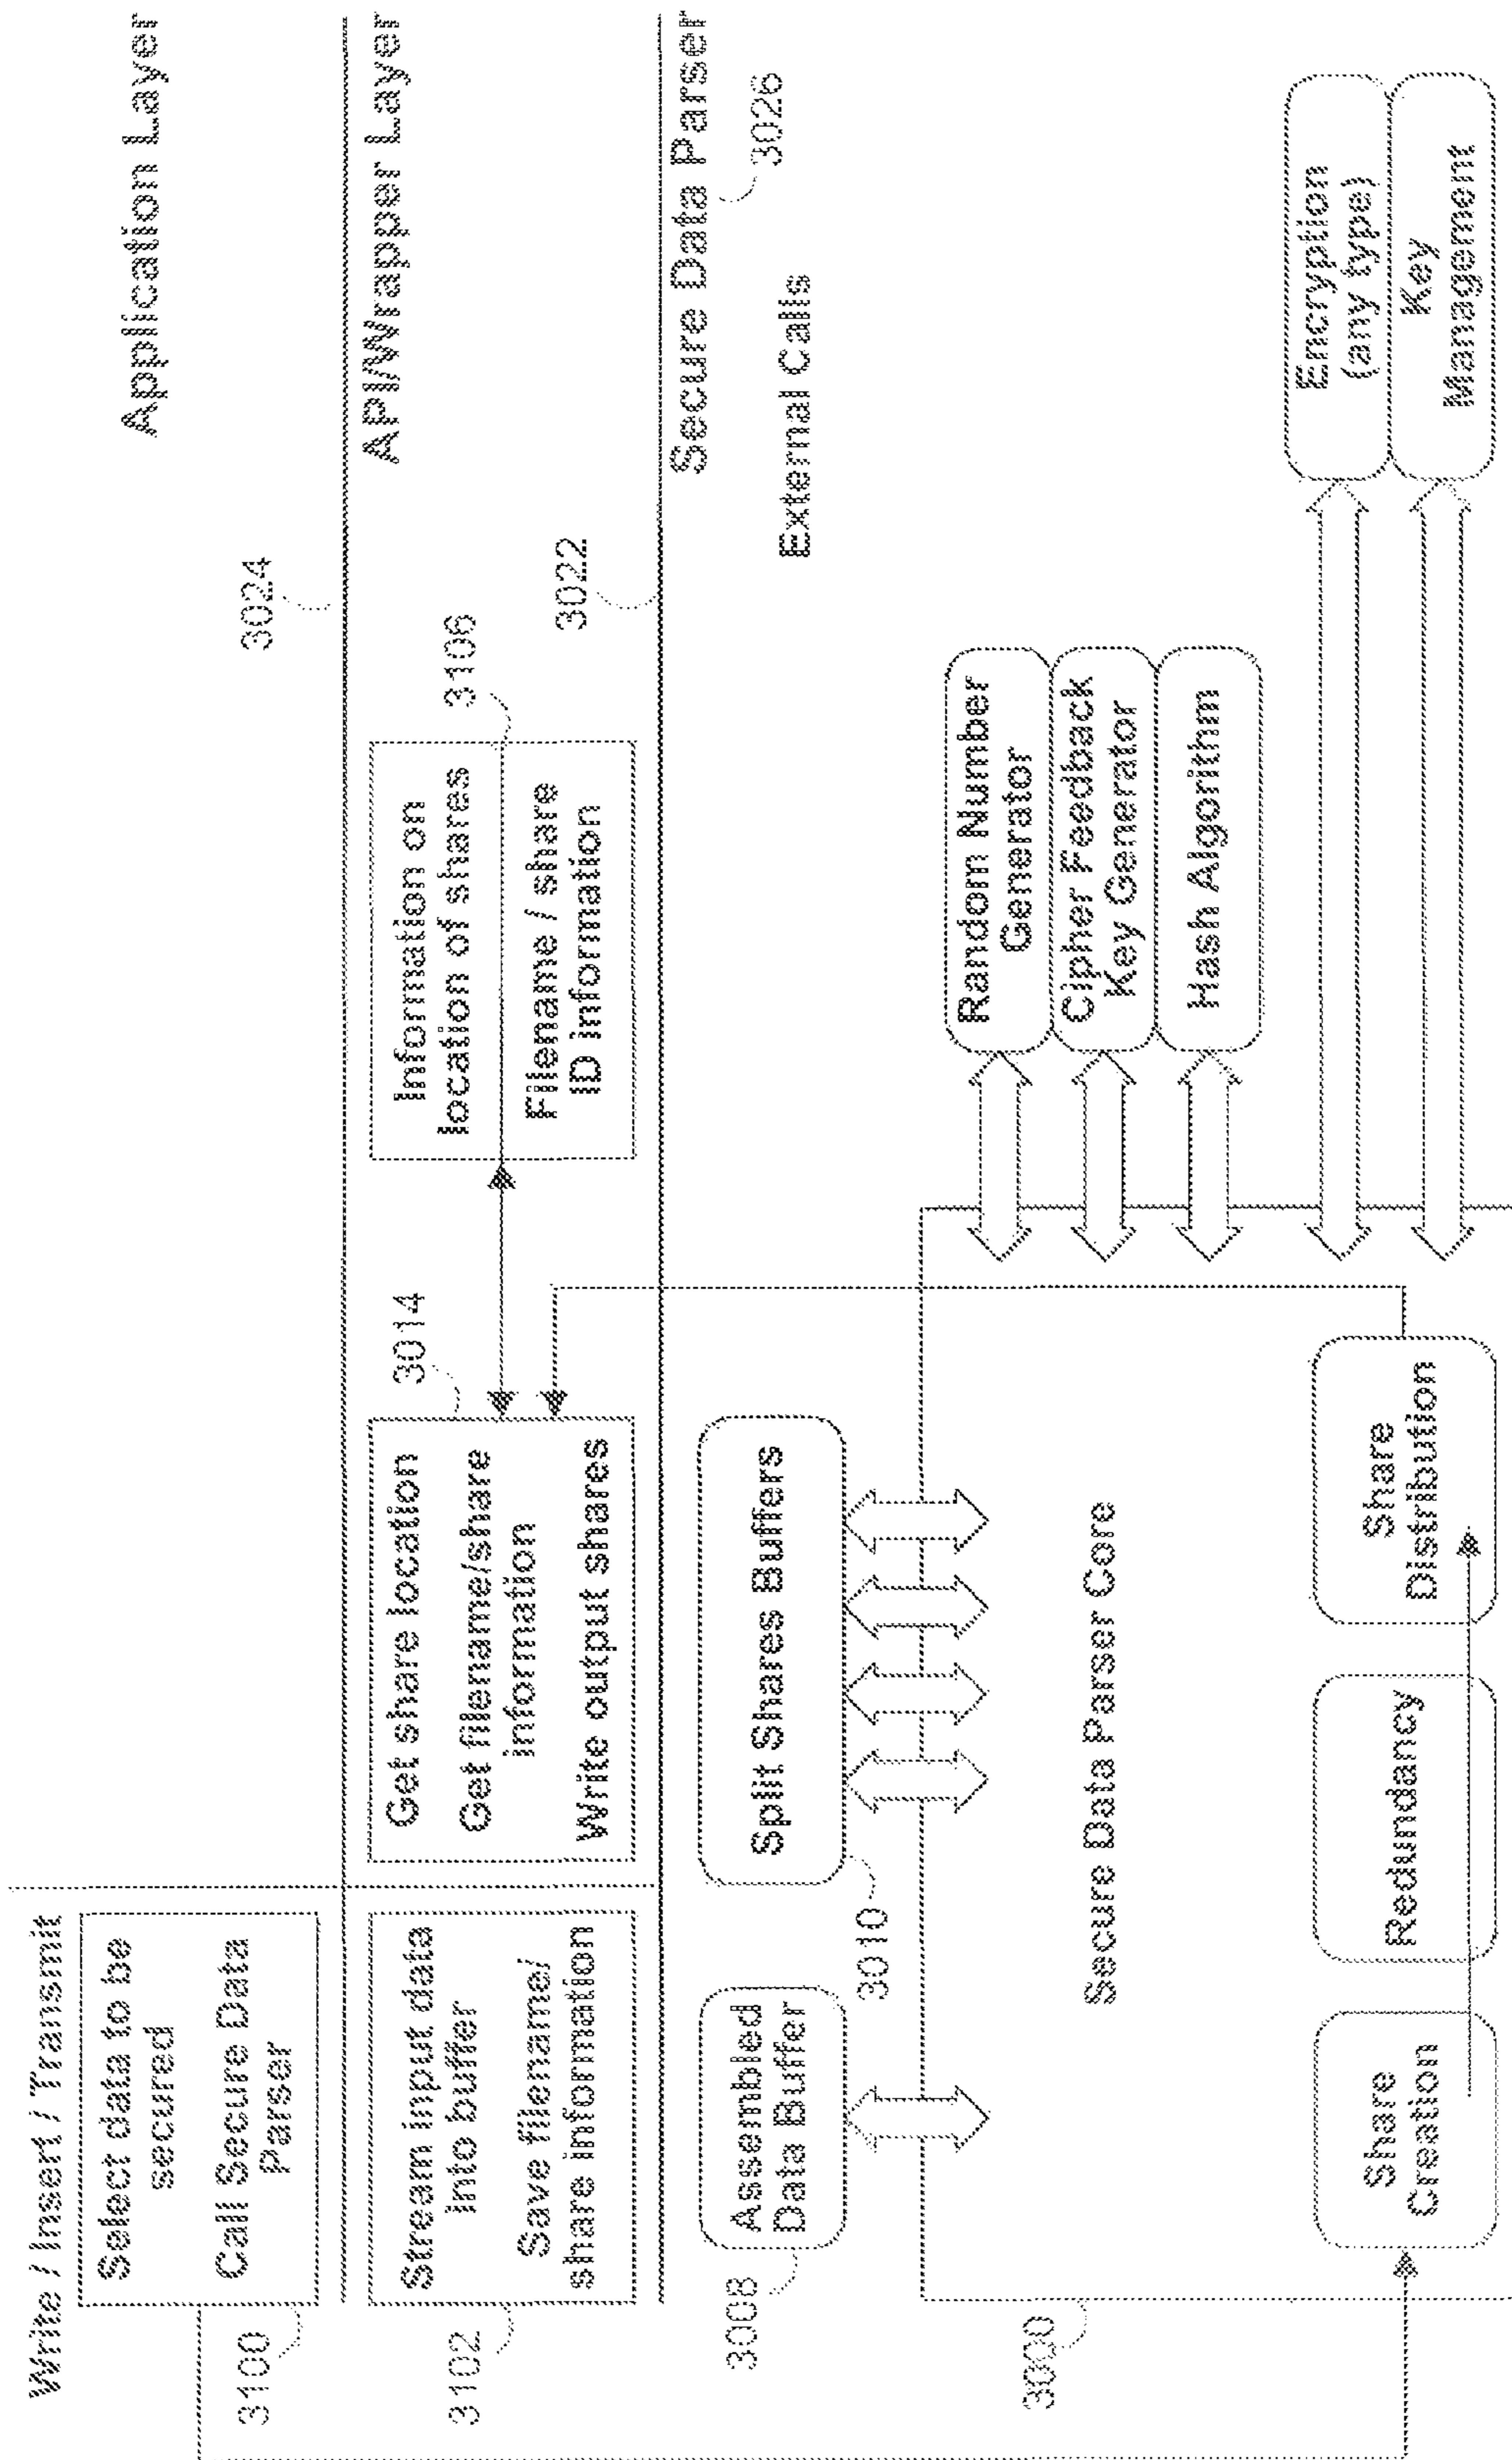 Write / Insert / Transmit
Application Layer
Select data to be
secured
Call Secure Data
Parser
3100
3024
API/Wrapper Layer
Stream input data
into buffer
Save filename/
share information
3102
Get share location
Get filename/share
information
Write output shares
3014
Information on
location of shares
Filename / share
ID information
3106
3022
Secure Data Parser
3026
External Calls
Assembled
Data Buffer
3008
Split Shares Buffers
3010
Secure Data Parser Core
3000
Random Number
Generator
Cipher Feedback
Key Generator
Hash Algorithm
Encryption
(any type)
Key
Management
Share
Creation
Redundancy
Share
Distribution